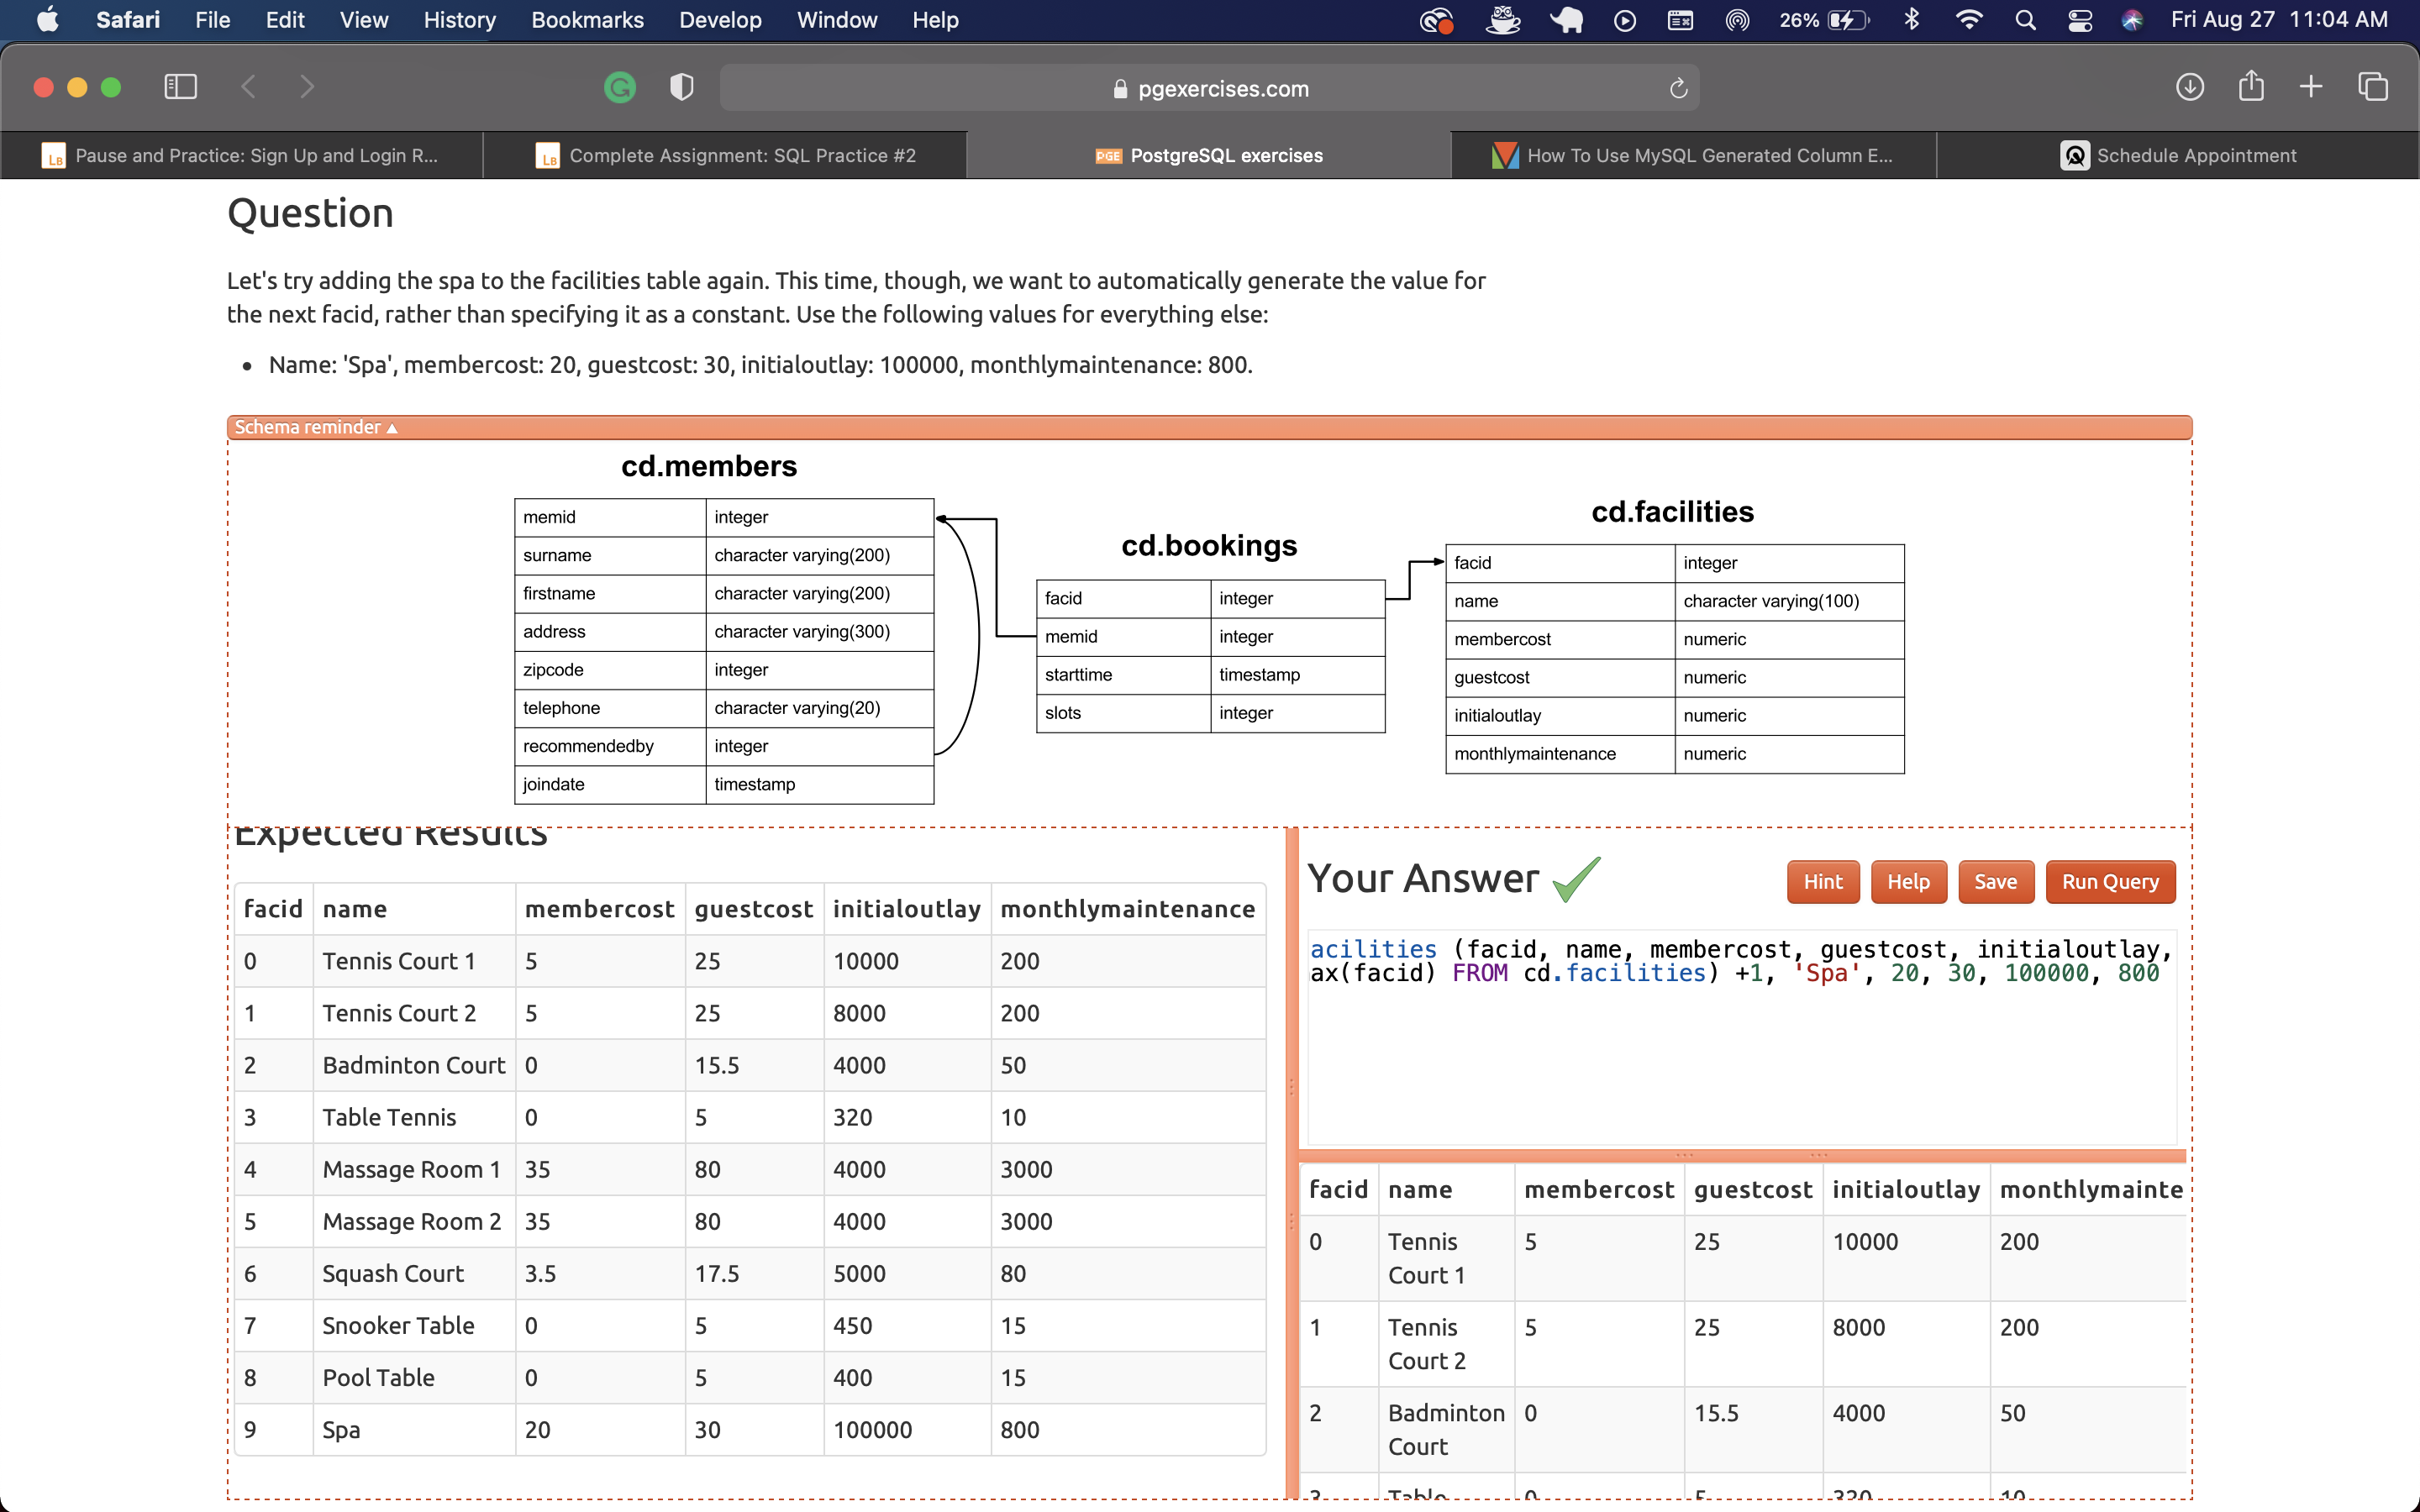 Safari File Edit View History Bookmarks Develop Window Help 26% Fri Aug 27 11:04 AM
pgexercises.com
LB Pause and Practice: Sign Up and Login R...
LB Complete Assignment: SQL Practice #2
PGE PostgreSQL exercises
How To Use MySQL Generated Column E...
Schedule Appointment
Question
Let's try adding the spa to the facilities table again. This time, though, we want to automatically generate the value for
the next facid, rather than specifying it as a constant. Use the following values for everything else:
• Name: 'Spa', membercost: 20, guestcost: 30, initialoutlay: 100000, monthlymaintenance: 800.
Schema reminder ▲
cd.members
memid integer
surname character varying(200)
firstname character varying(200)
address character varying(300)
zipcode integer
telephone character varying(20)
recommendedby integer
joindate timestamp
cd.bookings
facid integer
memid integer
starttime timestamp
slots integer
cd.facilities
facid integer
name character varying(100)
membercost numeric
guestcost numeric
initialoutlay numeric
monthlymaintenance numeric
Expected Results
facid name membercost guestcost initialoutlay monthlymaintenance
0 Tennis Court 1 5 25 10000 200
1 Tennis Court 2 5 25 8000 200
2 Badminton Court 0 15.5 4000 50
3 Table Tennis 0 5 320 10
4 Massage Room 1 35 80 4000 3000
5 Massage Room 2 35 80 4000 3000
6 Squash Court 3.5 17.5 5000 80
7 Snooker Table 0 5 450 15
8 Pool Table 0 5 400 15
9 Spa 20 30 100000 800
Your Answer
Hint Help Save Run Query
acilities (facid, name, membercost, guestcost, initialoutlay,
ax(facid) FROM cd.facilities) +1, 'Spa', 20, 30, 100000, 800
facid name membercost guestcost initialoutlay monthlymainte
0 Tennis Court 1 5 25 10000 200
1 Tennis Court 2 5 25 8000 200
2 Badminton Court 0 15.5 4000 50
3 Table 0 5 320 10